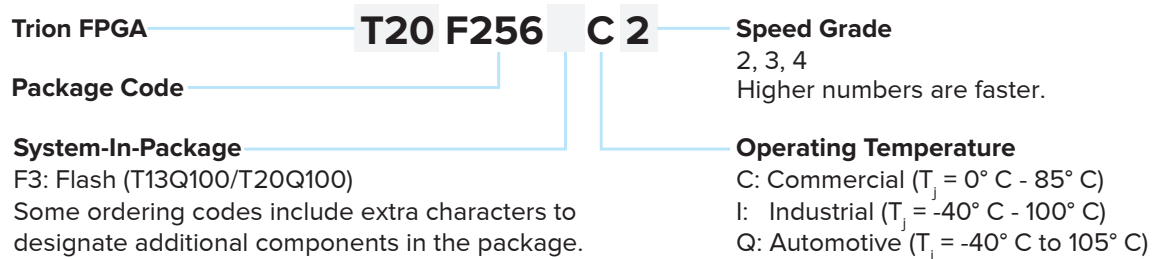 Trion FPGA
T20 F256 C 2
Speed Grade
2, 3, 4
Higher numbers are faster.
Package Code
System-In-Package
F3: Flash (T13Q100/T20Q100)
Some ordering codes include extra characters to
designate additional components in the package.
Operating Temperature
C: Commercial (Tj = 0° C - 85° C)
I: Industrial (Tj = -40° C - 100° C)
Q: Automotive (Tj = -40° C to 105° C)